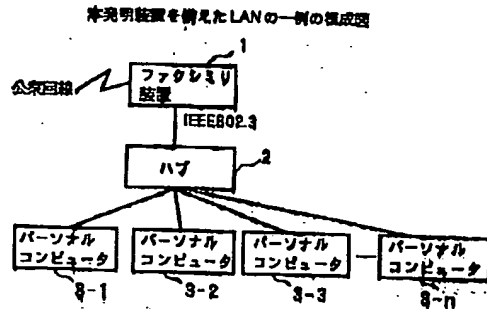 本発明装置を備えたLANの一例の構成図
1
ファクシミリ
装置
公衆回線
IEEE802.3
2
ハブ
パーソナル
コンピュータ
パーソナル
コンピュータ
パーソナル
コンピュータ
パーソナル
コンピュータ
3-1
3-2
3-3
3-n